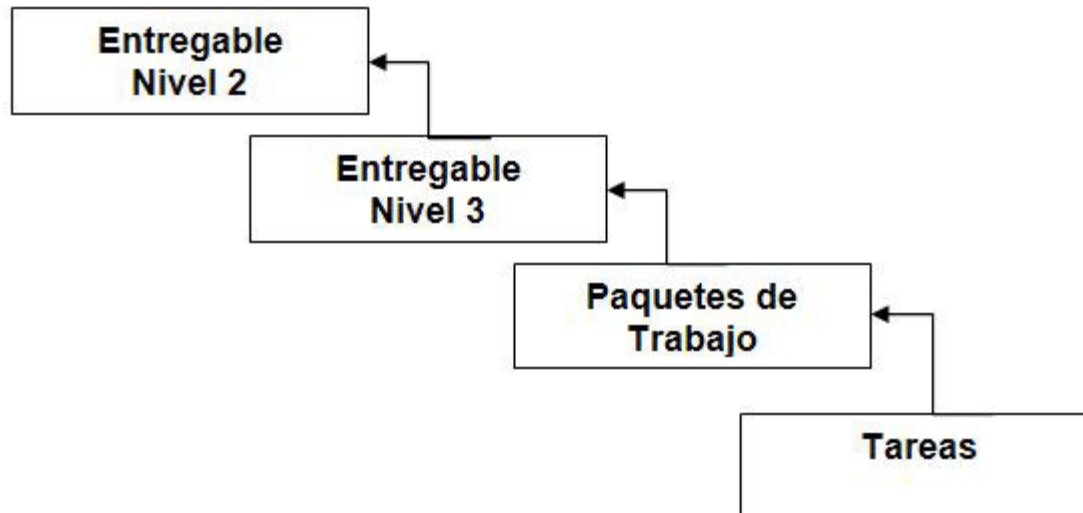 Entregable
Nivel 2
Entregable
Nivel 3
Paquetes de
Trabajo
Tareas